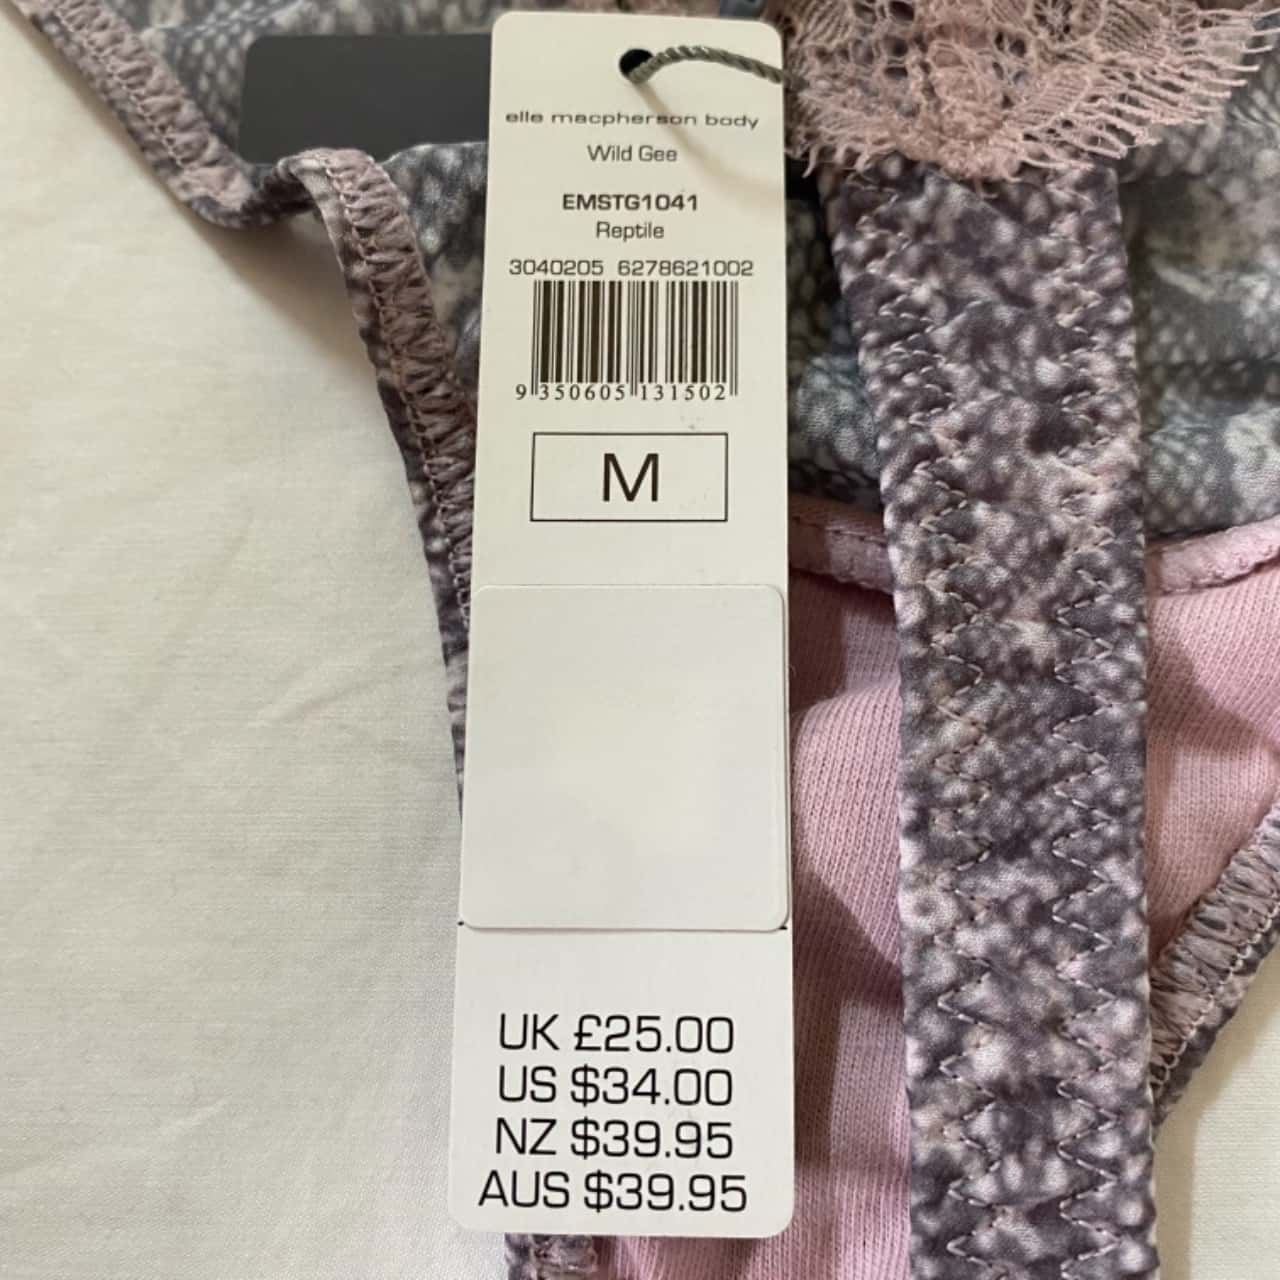 elle macpherson body
Wild Gee
EMSTG1041
Reptile
3040205 6278621002
9 350605 131502
M
UK £25.00
US $34.00
NZ $39.95
AUS $39.95